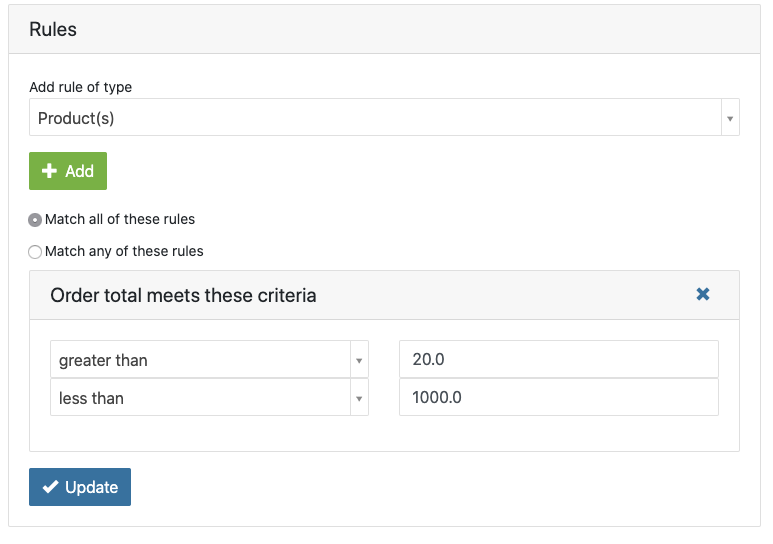 Rules
Add rule of type
Product(s)
Add
Match all of these rules
Match any of these rules
Order total meets these criteria
greater than 20.0
less than 1000.0
Update